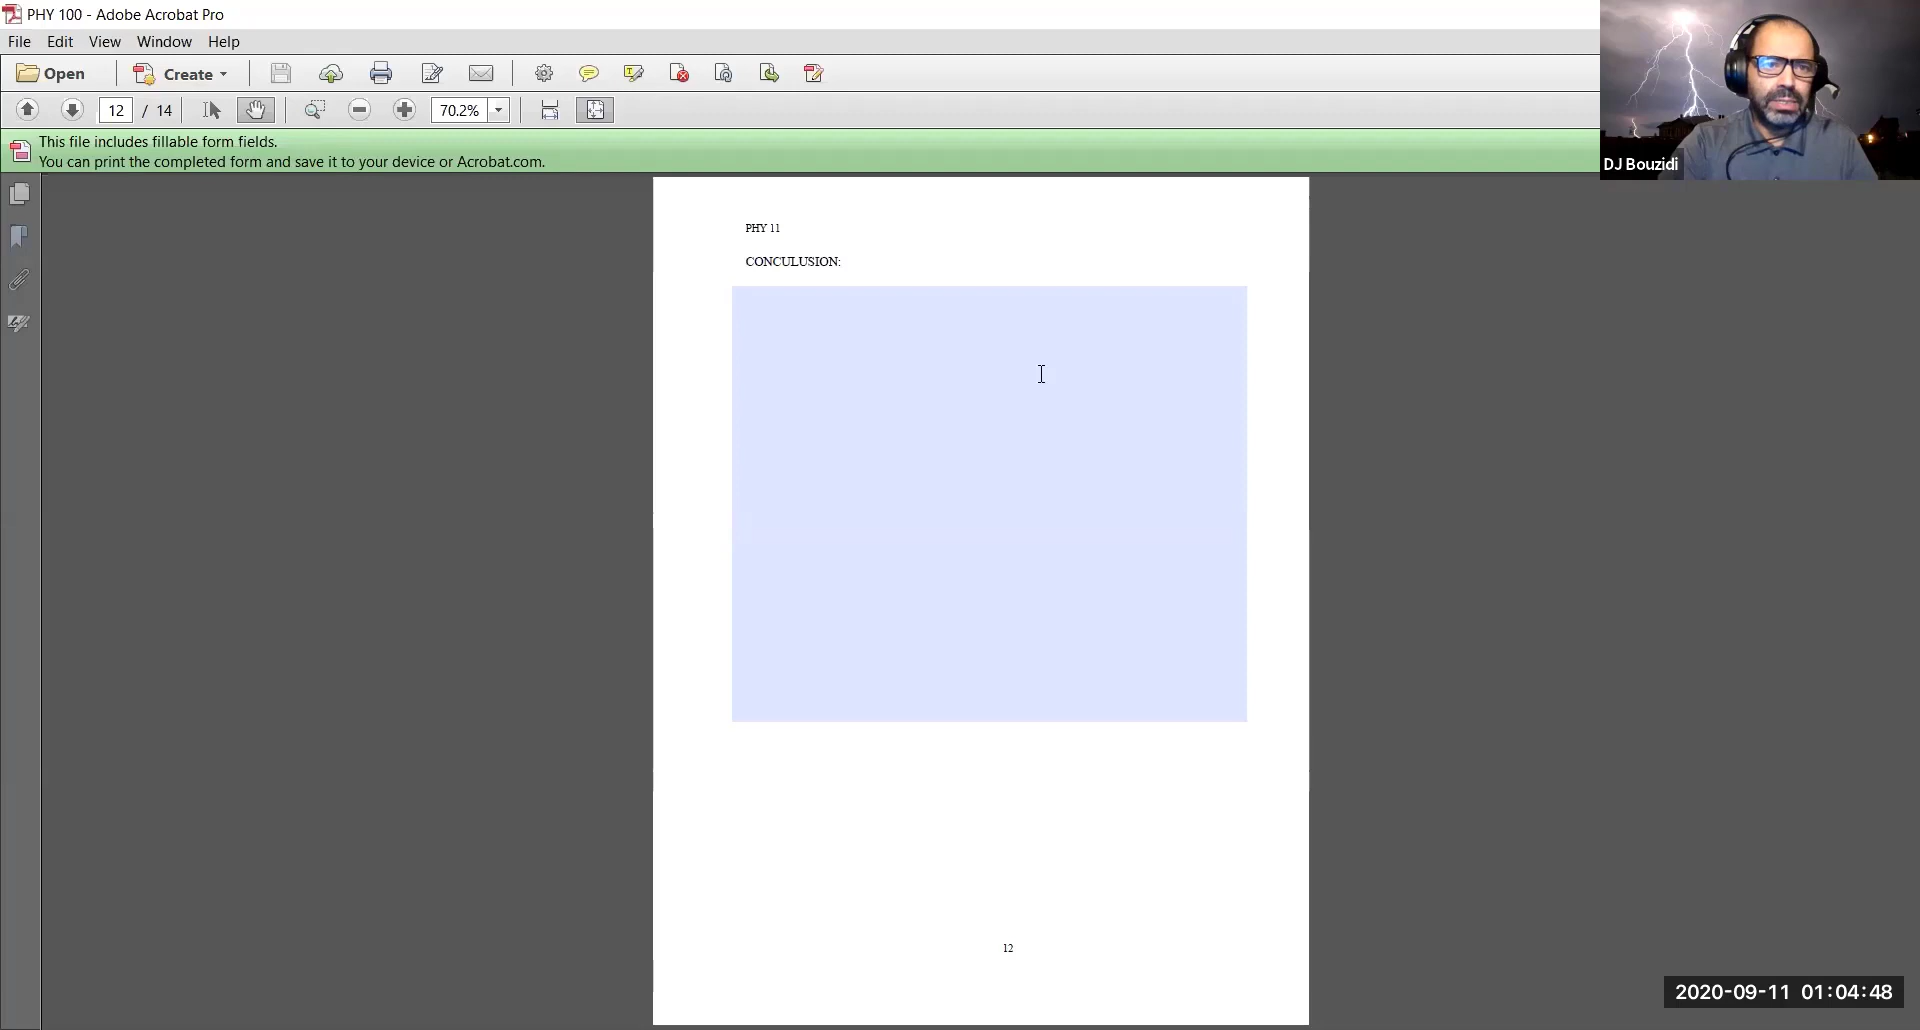 PHY 100 - Adobe Acrobat Pro
File Edit View Window Help
Open Create
12 / 14 70.2%
This file includes fillable form fields.
You can print the completed form and save it to your device or Acrobat.com.
DJ Bouzidi
PHY 11
CONCULUSION:
12
2020-09-11 01:04:48